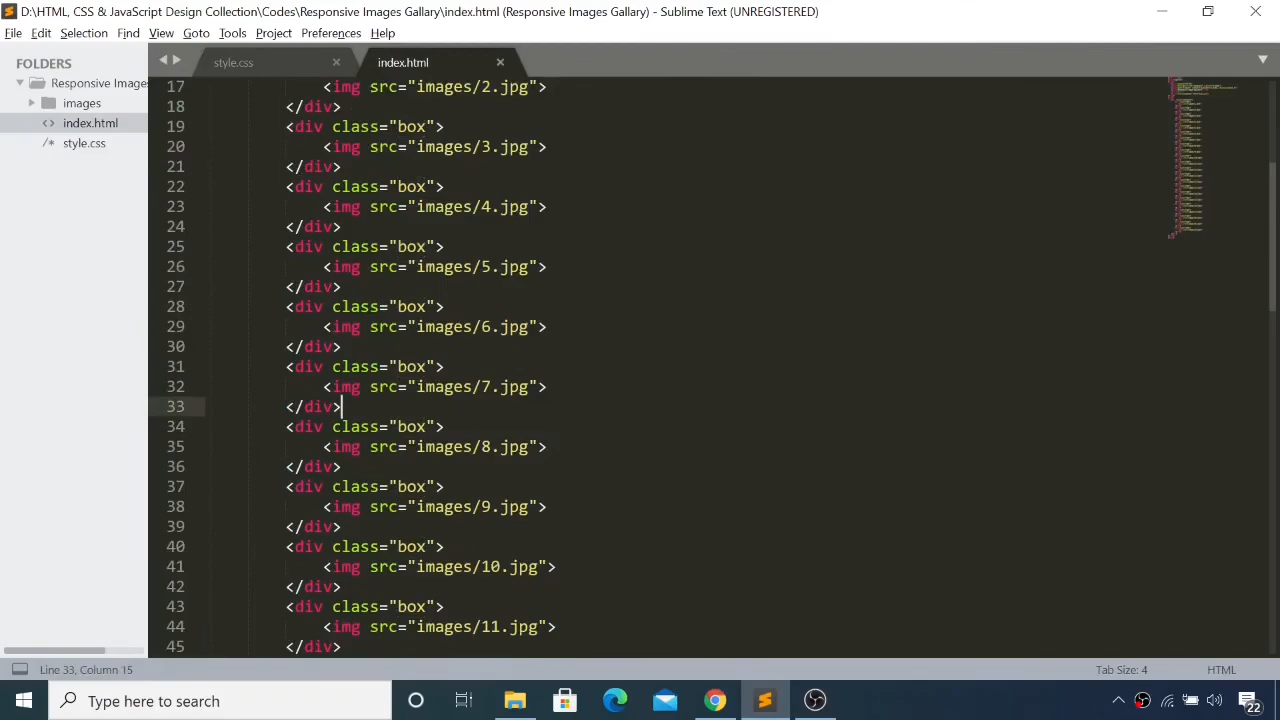 D:\HTML, CSS & JavaScript Design Collection\Codes\Responsive Images Gallary\index.html (Responsive Images Gallary) - Sublime Text (UNREGISTERED)
File Edit Selection Find View Goto Tools Project Preferences Help
FOLDERS
Responsive Images
images
<> index.html
/* style.css
style.css × index.html ×
17 <img src="images/2.jpg">
18 </div>
19 <div class="box">
20 <img src="images/3.jpg">
21 </div>
22 <div class="box">
23 <img src="images/4.jpg">
24 </div>
25 <div class="box">
26 <img src="images/5.jpg">
27 </div>
28 <div class="box">
29 <img src="images/6.jpg">
30 </div>
31 <div class="box">
32 <img src="images/7.jpg">
33 </div>
34 <div class="box">
35 <img src="images/8.jpg">
36 </div>
37 <div class="box">
38 <img src="images/9.jpg">
39 </div>
40 <div class="box">
41 <img src="images/10.jpg">
42 </div>
43 <div class="box">
44 <img src="images/11.jpg">
45 </div>
Line 33, Column 15 Tab Size: 4 HTML
Type here to search
22